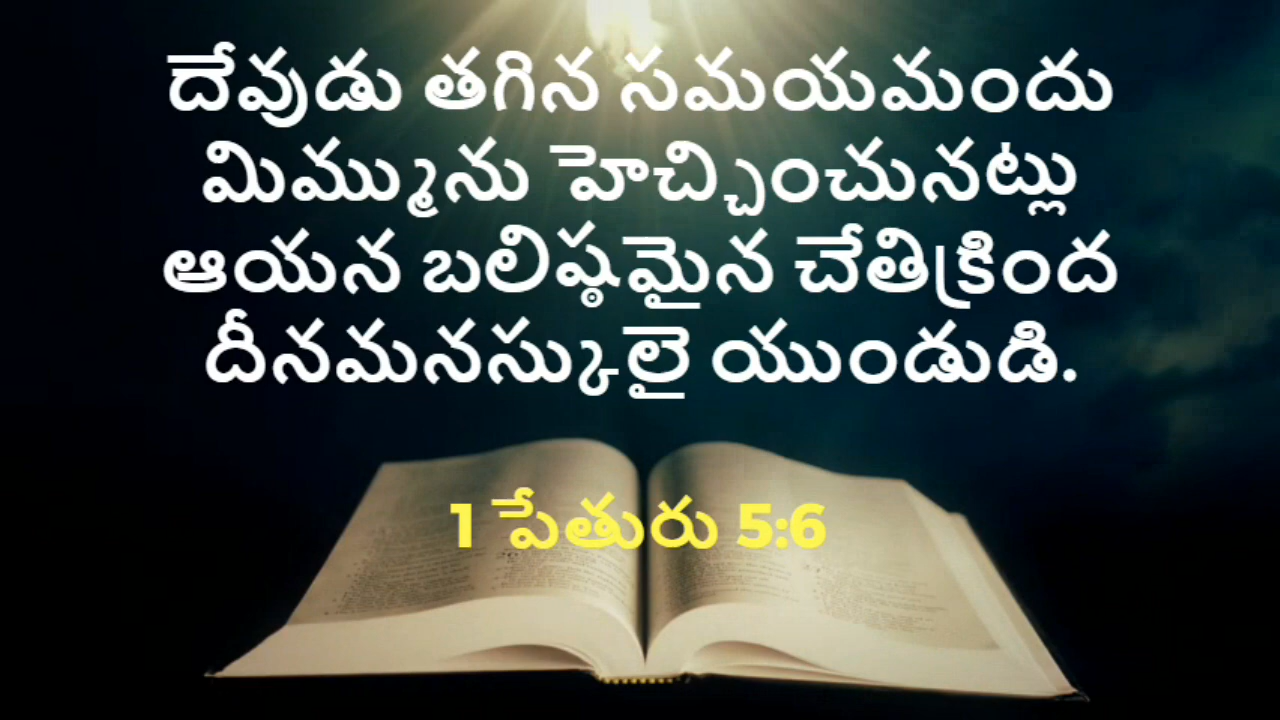 దేవుడు తగిన సమయమందు
మిమ్మును హెచ్చించునట్లు
ఆయన బలిష్ఠమైన చేతిక్రింద
దీనమనస్కులై యుండుడి.
1 పేతురు 5:6